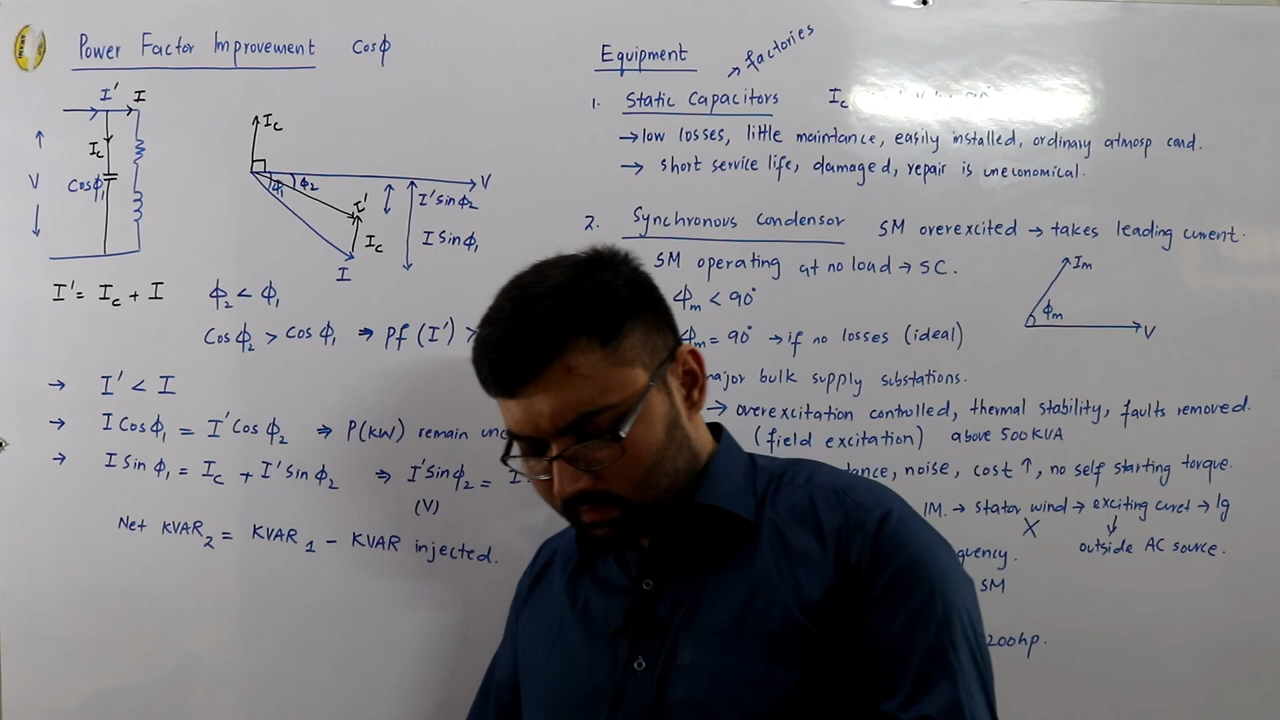 Power Factor Improvement Cosϕ
I' I
Ic
V Cosϕ₁
Ic
ϕ₁ ϕ₂ V
I' I'sinϕ₂
Ic I sinϕ₁
I
I' = Ic + I ϕ₂ < ϕ₁
Cosϕ₂ > Cosϕ₁ ⇒ Pf (I') >
→ I' < I
→ I Cosϕ₁ = I' Cosϕ₂ ⇒ P(KW) remain
→ I Sinϕ₁ = Ic + I' Sinϕ₂ ⇒ I'Sinϕ₂ = I
(V)
Net KVAR₂ = KVAR₁ - KVAR injected.
Equipment
→ factories
1. Static Capacitors Ic
→ low losses, little maintance, easily installed, ordinary atmosp cond.
→ short service life, damaged, repair is uneconomical.
2. Synchronous Condensor SM overexcited → takes leading current.
SM operating at no load → SC.
ϕm < 90°
Im
ϕm V
ϕm = 90° → if no losses (ideal)
major bulk supply substations.
→ overexcitation controlled, thermal stability, faults removed.
(field excitation) above 500KVA
noise, cost ↑, no self starting torque.
IM. → stator wind → exciting curet → lg
X ↓
outside AC source.
SM
200hp.